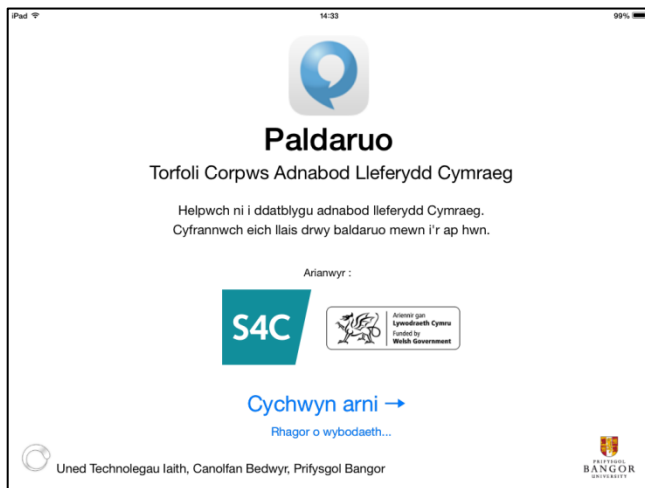 iPad 14:33 99%
Paldaruo
Torfoli Corpws Adnabod Lleferydd Cymraeg
Helpwch ni i ddatblygu adnabod lleferydd Cymraeg.
Cyfrannwch eich llais drwy baldaruo mewn i'r ap hwn.
Arianwyr :
S4C
Ariennir gan
Lywodraeth Cymru
Funded by
Welsh Government
Cychwyn arni →
Rhagor o wybodaeth...
Uned Technolegau Iaith, Canolfan Bedwyr, Prifysgol Bangor
PRIFYSGOL
BANGOR
UNIVERSITY